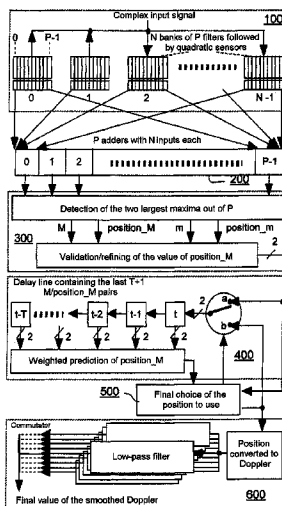 Complex input signal
100
0
P-1
N banks of P filters followed
by quadratic sensors
0
1
2
N -1
P adders with N inputs each
0
1
2
P-1
200
Detection of the two largest maxima out of P
300
M
position_M
m
position_m
Validation/refining of the value of position_M
2
Delay line containing the last T+1
M/position_M pairs
t-T
t-2
t-1
t
2
a
b
2
2
2
2
2
400
Weighted prediction of position_M
500
Final choice of the
position to use
Commutator
Low-pass filter
Position
converted to
Doppler
600
Final value of the smoothed Doppler